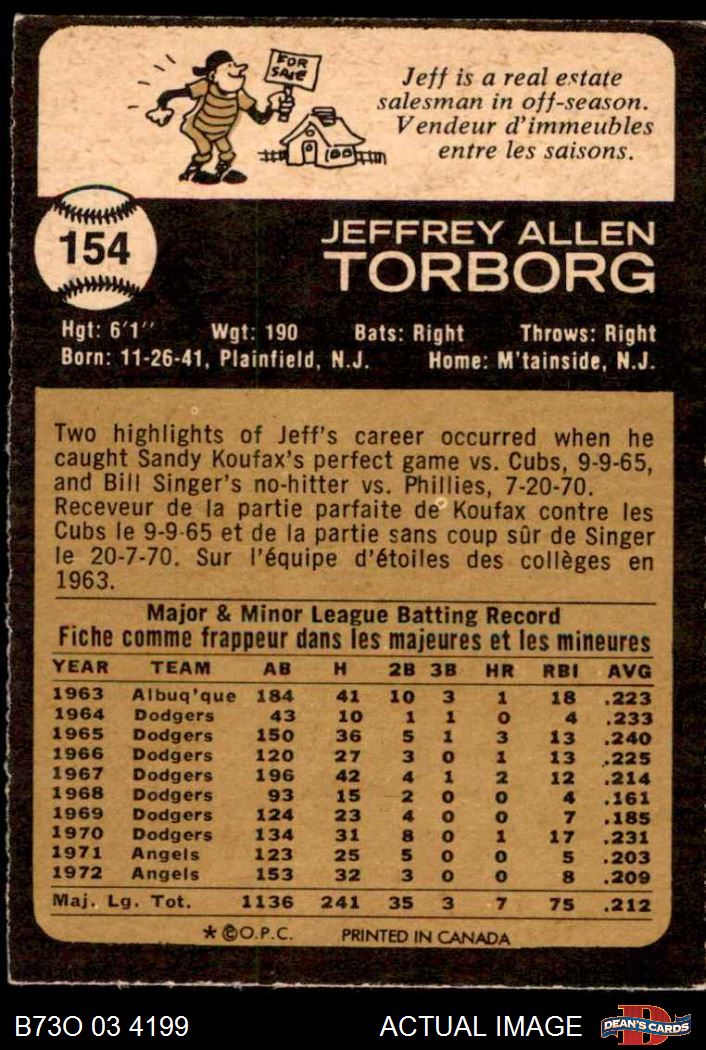 FOR
SALE
Jeff is a real estate
salesman in off-season.
Vendeur d'immeubles
entre les saisons.
154
JEFFREY ALLEN
TORBORG
Hgt: 6'1" Wgt: 190 Bats: Right Throws: Right
Born: 11-26-41, Plainfield, N.J. Home: M'tainside, N.J.
Two highlights of Jeff's career occurred when he
caught Sandy Koufax's perfect game vs. Cubs, 9-9-65,
and Bill Singer's no-hitter vs. Phillies, 7-20-70.
Receveur de la partie parfaite de Koufax contre les
Cubs le 9-9-65 et de la partie sans coup sûr de Singer
le 20-7-70. Sur l'équipe d'étoiles des collèges en
1963.
Major & Minor League Batting Record
Fiche comme frappeur dans les majeures et les mineures
YEAR TEAM AB H 2B 3B HR RBI AVG
1963 Albuq'que 184 41 10 3 1 18 .223
1964 Dodgers 43 10 1 1 0 4 .233
1965 Dodgers 150 36 5 1 3 13 .240
1966 Dodgers 120 27 3 0 1 13 .225
1967 Dodgers 196 42 4 1 2 12 .214
1968 Dodgers 93 15 2 0 0 4 .161
1969 Dodgers 124 23 4 0 0 7 .185
1970 Dodgers 134 31 8 0 1 17 .231
1971 Angels 123 25 5 0 0 5 .203
1972 Angels 153 32 3 0 0 8 .209
Maj. Lg. Tot. 1136 241 35 3 7 75 .212
* © O.P.C. PRINTED IN CANADA
B73O 03 4199 ACTUAL IMAGE DEAN'S CARDS